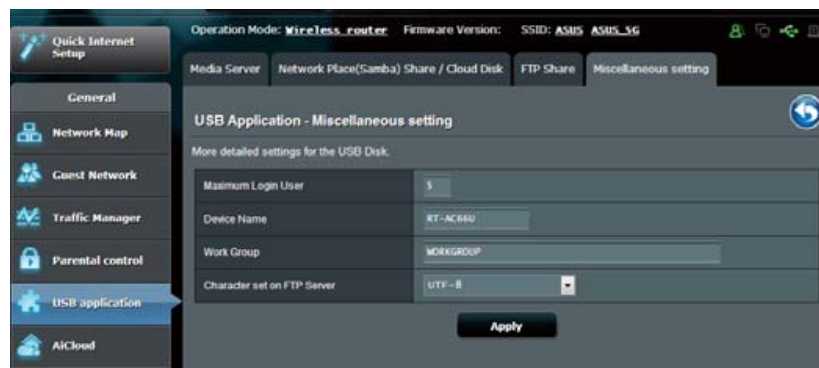 Quick Internet
Setup
General
Network Map
Guest Network
Traffic Manager
Parental control
USB application
AiCloud
Operation Mode: Wireless router Firmware Version: SSID: ASUS ASUS_5G
Media Server Network Place(Samba) Share / Cloud Disk FTP Share Miscellaneous setting
USB Application - Miscellaneous setting
More detailed settings for the USB Disk.
Maximum Login User 5
Device Name RT-AC66U
Work Group WORKGROUP
Character set on FTP Server UTF-8
Apply